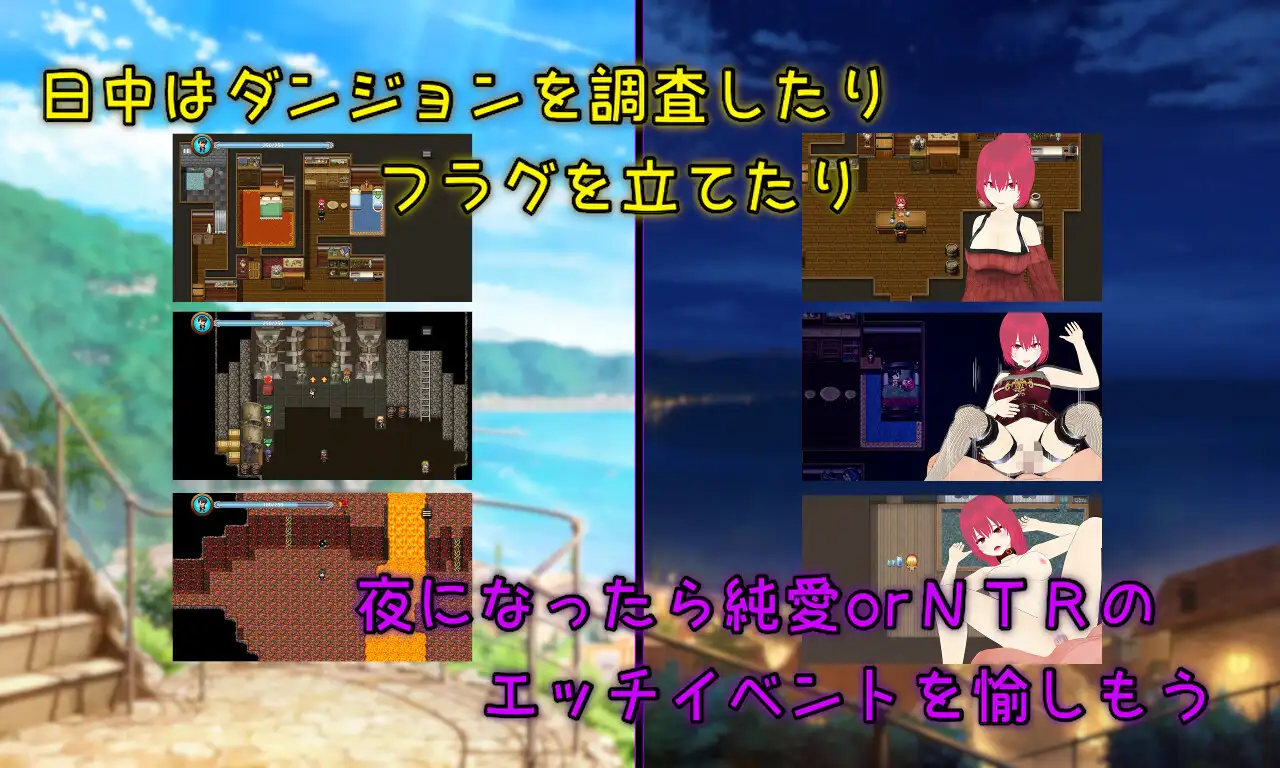 日中はダンジョンを調査したり
フラグを立てたり
夜になったら純愛orＮＴＲの
エッチイベントを愉しもう